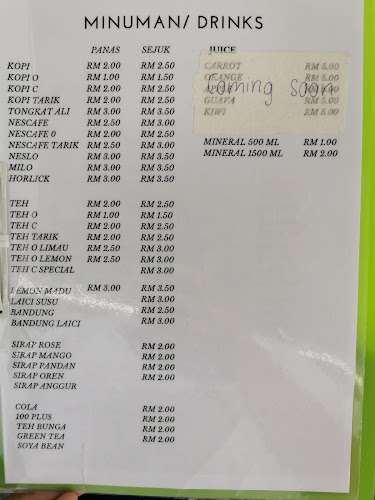 MINUMAN/ DRINKS
PANAS SEJUK JUICE
KOPI RM 2.00 RM 2.50 CARROT RM 5.00
KOPI O RM 1.00 RM 1.50 ORANGE RM 5.00
KOPI C RM 2.00 RM 2.50 Coming soon
KOPI TARIK RM 2.00 RM 2.50 GUAVA RM 5.00
TONGKAT ALI RM 3.00 RM 3.50 KIWI RM 5.00
NESCAFE RM 2.50 RM 3.00
NESCAFE O RM 2.00 RM 2.50
NESCAFE TARIK RM 2.50 RM 3.00 MINERAL 500 ML RM 1.00
NESLO RM 3.00 RM 3.50 MINERAL 1500 ML RM 2.00
MILO RM 3.00 RM 3.50
HORLICK RM 3.00 RM 3.50
TEH RM 2.00 RM 2.50
TEH O RM 1.00 RM 1.50
TEH C RM 2.00 RM 2.50
TEH TARIK RM 2.00 RM 2.50
TEH O LIMAU RM 2.50 RM 3.00
TEH O LEMON RM 2.50 RM 3.00
TEH C SPECIAL RM 3.00
LEMON MADU RM 3.00 RM 3.50
LAICI SUSU RM 3.00
BANDUNG RM 2.50
BANDUNG LAICI RM 3.00
SIRAP ROSE RM 2.00
SIRAP MANGO RM 2.00
SIRAP PANDAN RM 2.00
SIRAP OREN RM 2.00
SIRAP ANGGUR
COLA RM 2.00
100 PLUS RM 2.00
TEH BUNGA RM 2.00
GREEN TEA RM 2.00
SOYA BEAN